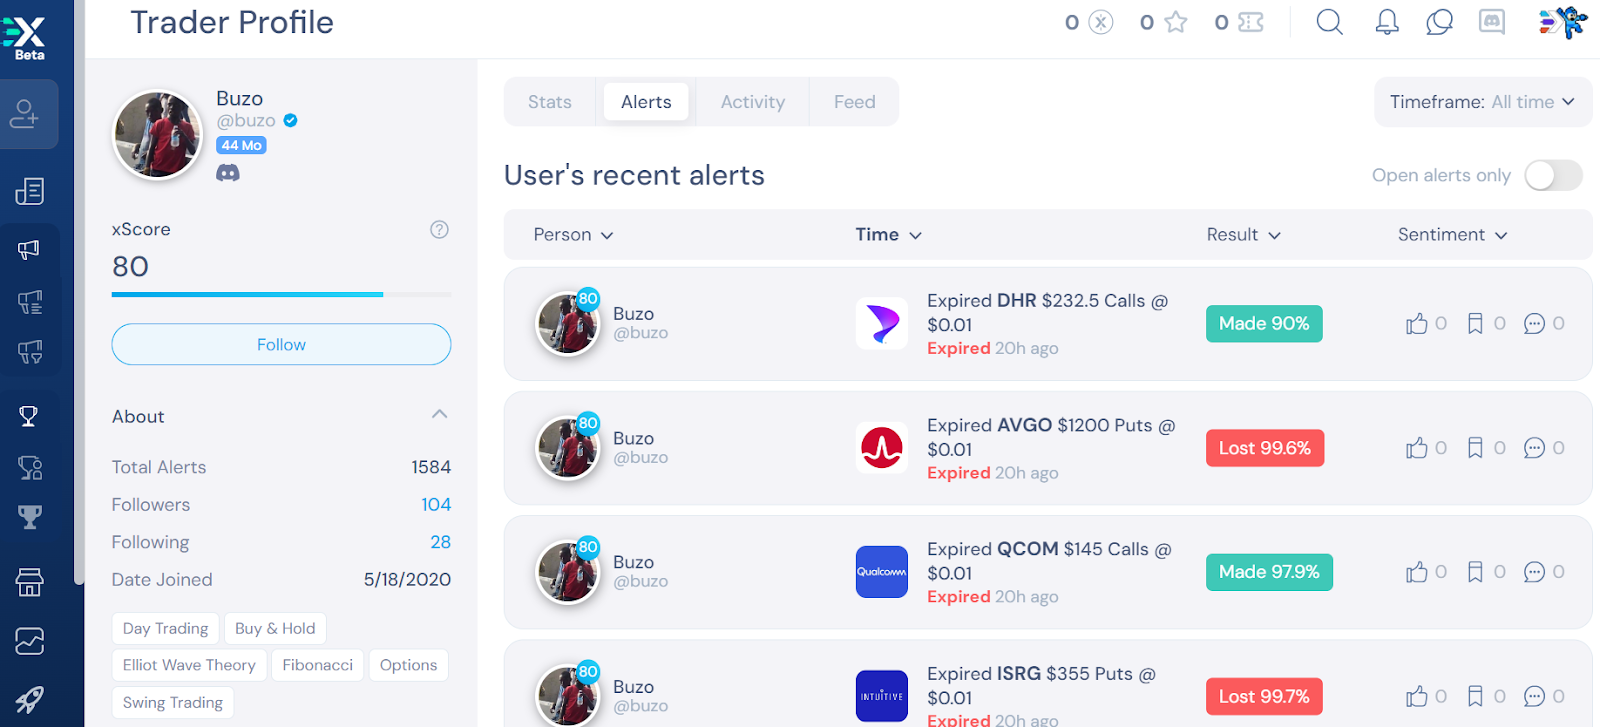 X
Beta
Trader Profile
0 0 0
Buzo
@buzo
44 Mo
xScore
80
Follow
About
Total Alerts 1584
Followers 104
Following 28
Date Joined 5/18/2020
Day Trading Buy & Hold
Elliot Wave Theory Fibonacci Options
Swing Trading
Stats Alerts Activity Feed
Timeframe: All time
User's recent alerts
Open alerts only
Person Time Result Sentiment
80
Buzo
@buzo
Expired DHR $232.5 Calls @
$0.01
Expired 20h ago
Made 90%
0 0 0
80
Buzo
@buzo
Expired AVGO $1200 Puts @
$0.01
Expired 20h ago
Lost 99.6%
0 0 0
80
Buzo
@buzo
Qualcomm
Expired QCOM $145 Calls @
$0.01
Expired 20h ago
Made 97.9%
0 0 0
80
Buzo
@buzo
INTUITIVE
Expired ISRG $355 Puts @
$0.01
Expired 20h ago
Lost 99.7%
0 0 0